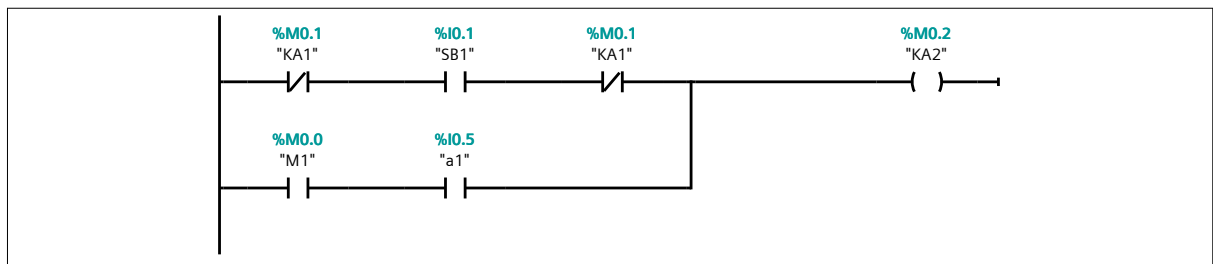 %M0.1 %I0.1 %M0.1 %M0.2
"KA1" "SB1" "KA1" "KA2"
%M0.0 %I0.5
"M1" "a1"